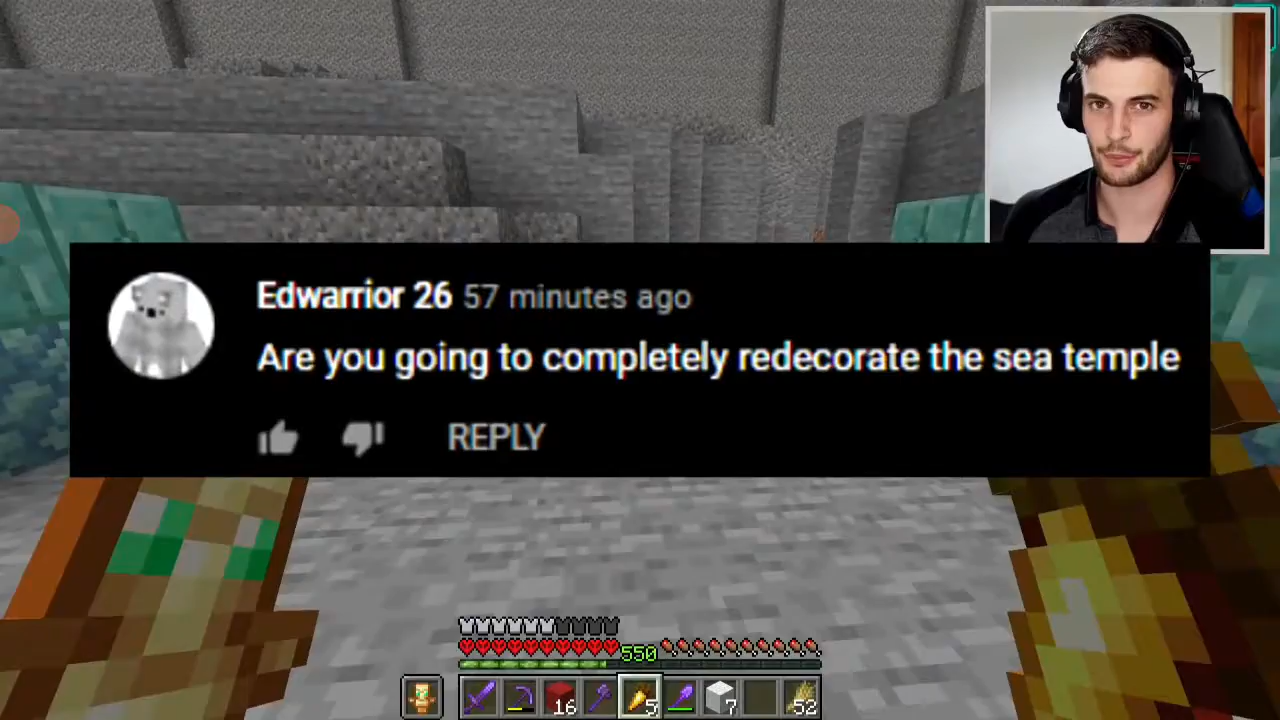 Edwarrior 26 57 minutes ago
Are you going to completely redecorate the sea temple
REPLY
550
16 5 7 52